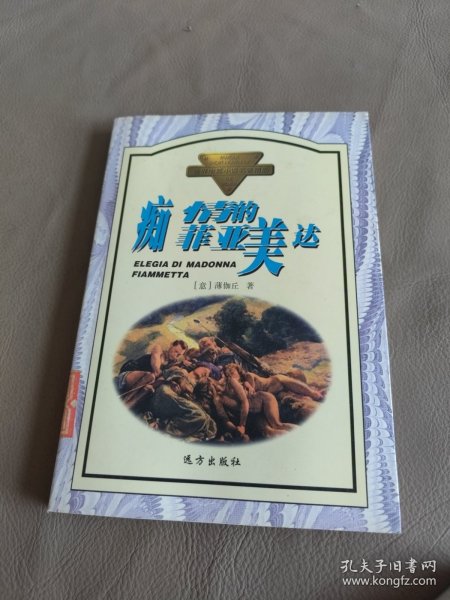 痴情的
菲亚美达
ELEGIA DI MADONNA
FIAMMETTA
[意]薄伽丘 著
远方出版社
孔夫子旧书网
www.kongfz.com